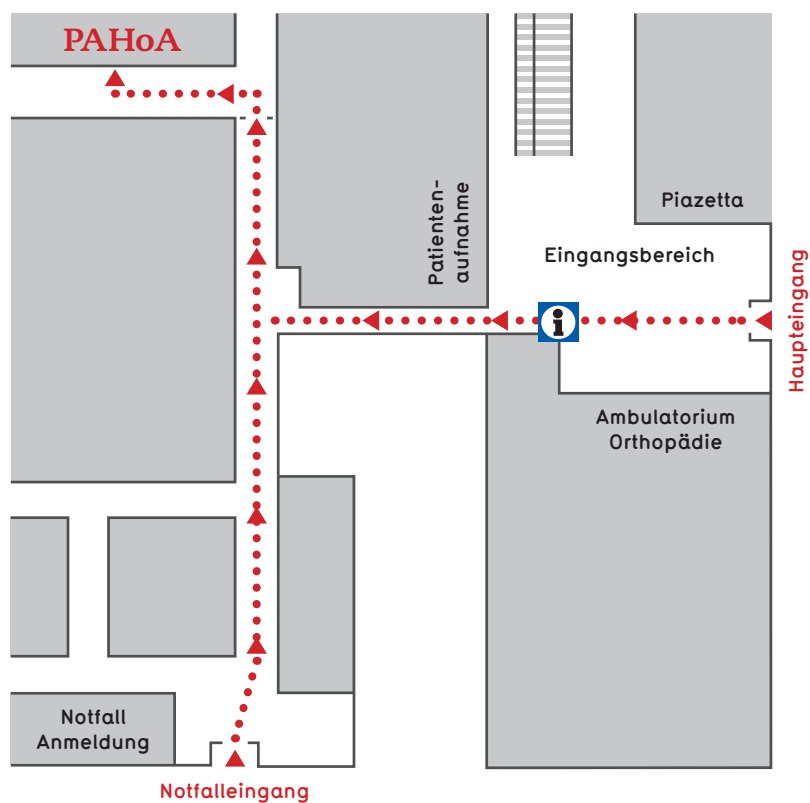 PAHoA
Patienten-
aufnahme
Piazetta
Eingangsbereich
i
Haupteingang
Ambulatorium
Orthopädie
Notfall
Anmeldung
Notfalleingang